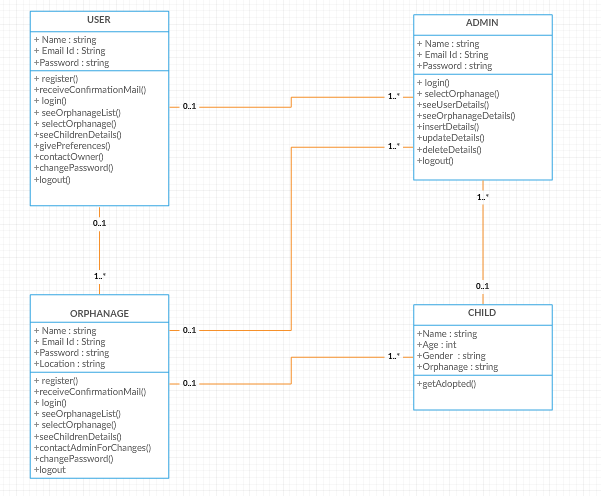 USER
+ Name : string
+ Email Id : String
+Password : string
+ register()
+receiveConfirmationMail()
+ login()
+ seeOrphanageList()
+ selectOrphanage()
+seeChildrenDetails()
+givePreferences()
+contactOwner()
+changePassword()
+logout()
ADMIN
+ Name : string
+ Email Id : String
+Password : string
+ login()
+ selectOrphanage()
+seeUserDetails()
+seeOrphanageDetails()
+insertDetails()
+updateDetails()
+deleteDetails()
+logout()
0..1
1..*
1..*
0..1
1..*
1..*
0..1
ORPHANAGE
+ Name : string
+ Email Id : String
+Password : string
+Location : string
+ register()
+receiveConfirmationMail()
+ login()
+ seeOrphanageList()
+ selectOrphanage()
+seeChildrenDetails()
+contactAdminForChanges()
+changePassword()
+logout
0..1
0..1
1..*
CHILD
+Name : string
+Age : int
+Gender : string
+Orphanage : string
+getAdopted()